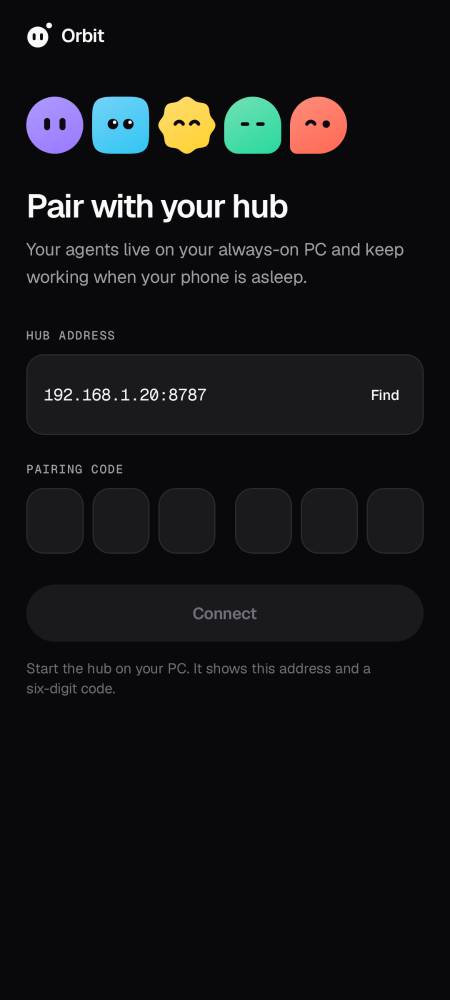 Orbit
Pair with your hub
Your agents live on your always-on PC and keep
working when your phone is asleep.
HUB ADDRESS
192.168.1.20:8787 Find
PAIRING CODE
Connect
Start the hub on your PC. It shows this address and a
six-digit code.